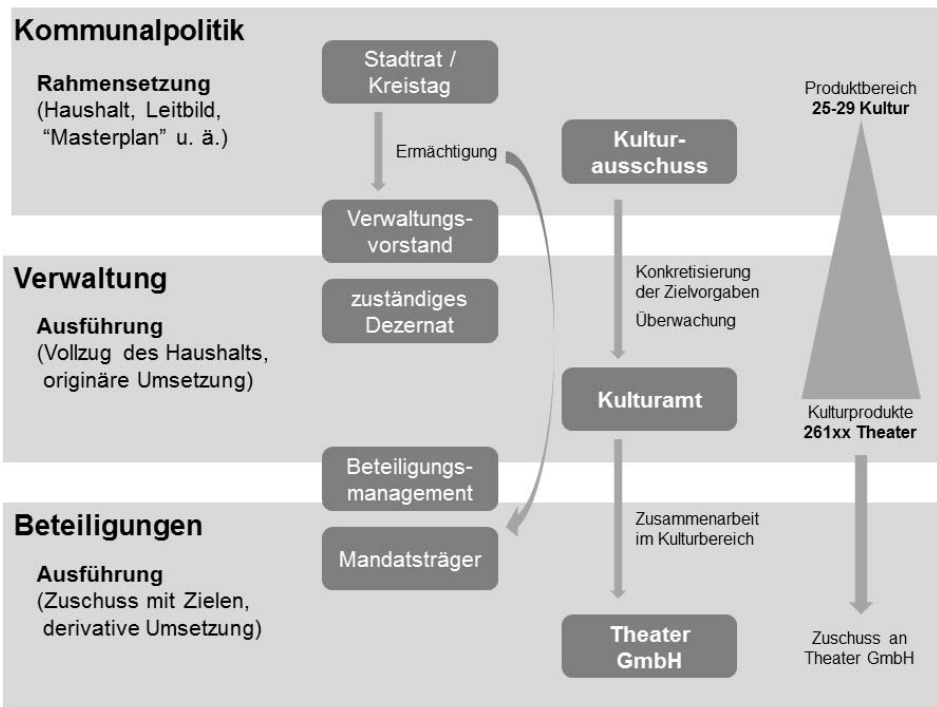 Kommunalpolitik
Rahmensetzung
(Haushalt, Leitbild,
“Masterplan” u. ä.)
Stadtrat /
Kreistag
Ermächtigung
Kultur-
ausschuss
Produktbereich
25-29 Kultur
Verwaltungs-
vorstand
Verwaltung
Ausführung
(Vollzug des Haushalts,
originäre Umsetzung)
zuständiges
Dezernat
Konkretisierung
der Zielvorgaben
Überwachung
Kulturamt
Kulturprodukte
261xx Theater
Beteiligungs-
management
Beteiligungen
Ausführung
(Zuschuss mit Zielen,
derivative Umsetzung)
Mandatsträger
Zusammenarbeit
im Kulturbereich
Theater
GmbH
Zuschuss an
Theater GmbH